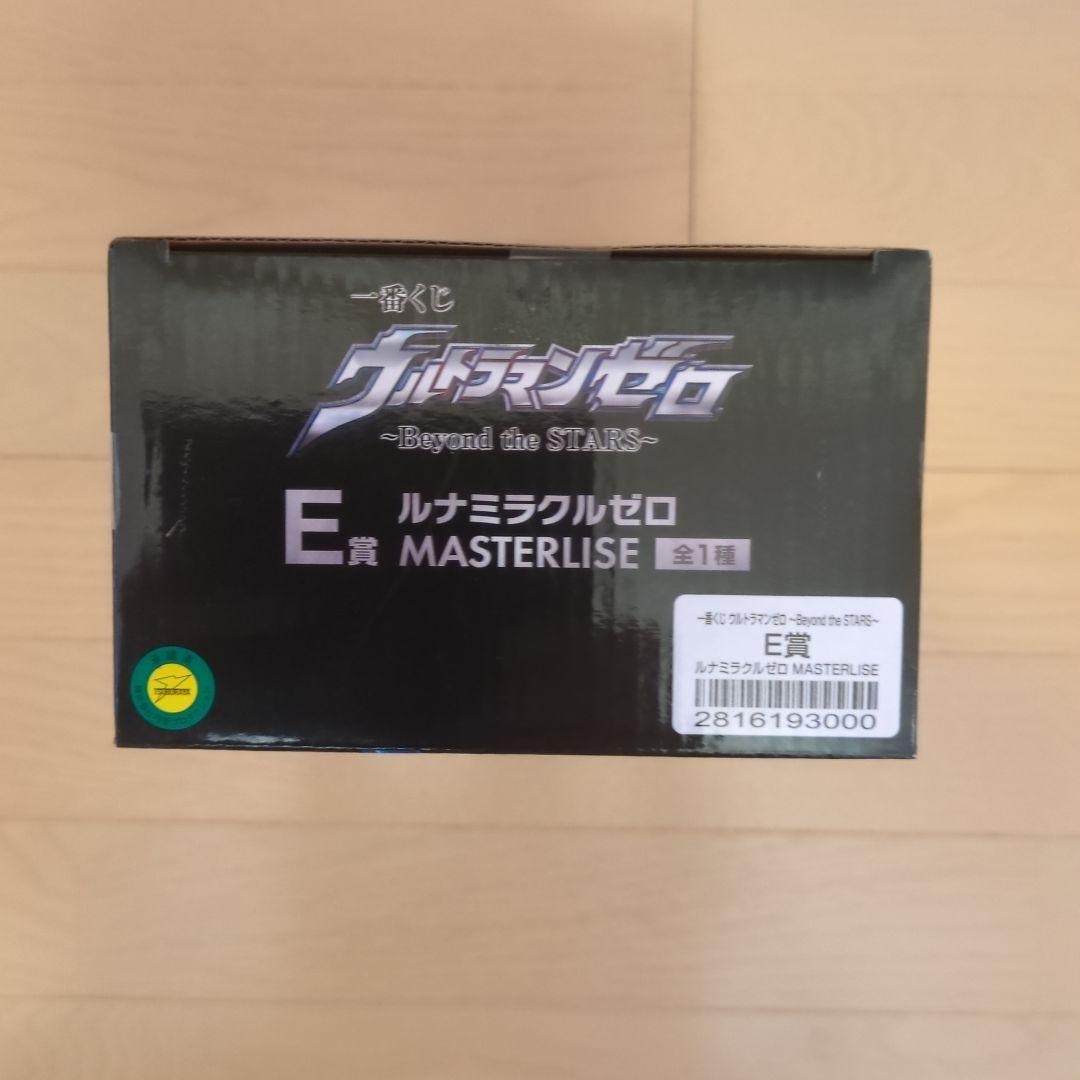 一番くじ
ウルトラマンゼロ
~Beyond the STARS~
E賞
ルナミラクルゼロ
MASTERLISE 全1種
一番くじ ウルトラマンゼロ ~Beyond the STARS~
E賞
ルナミラクルゼロ MASTERLISE
2816193000